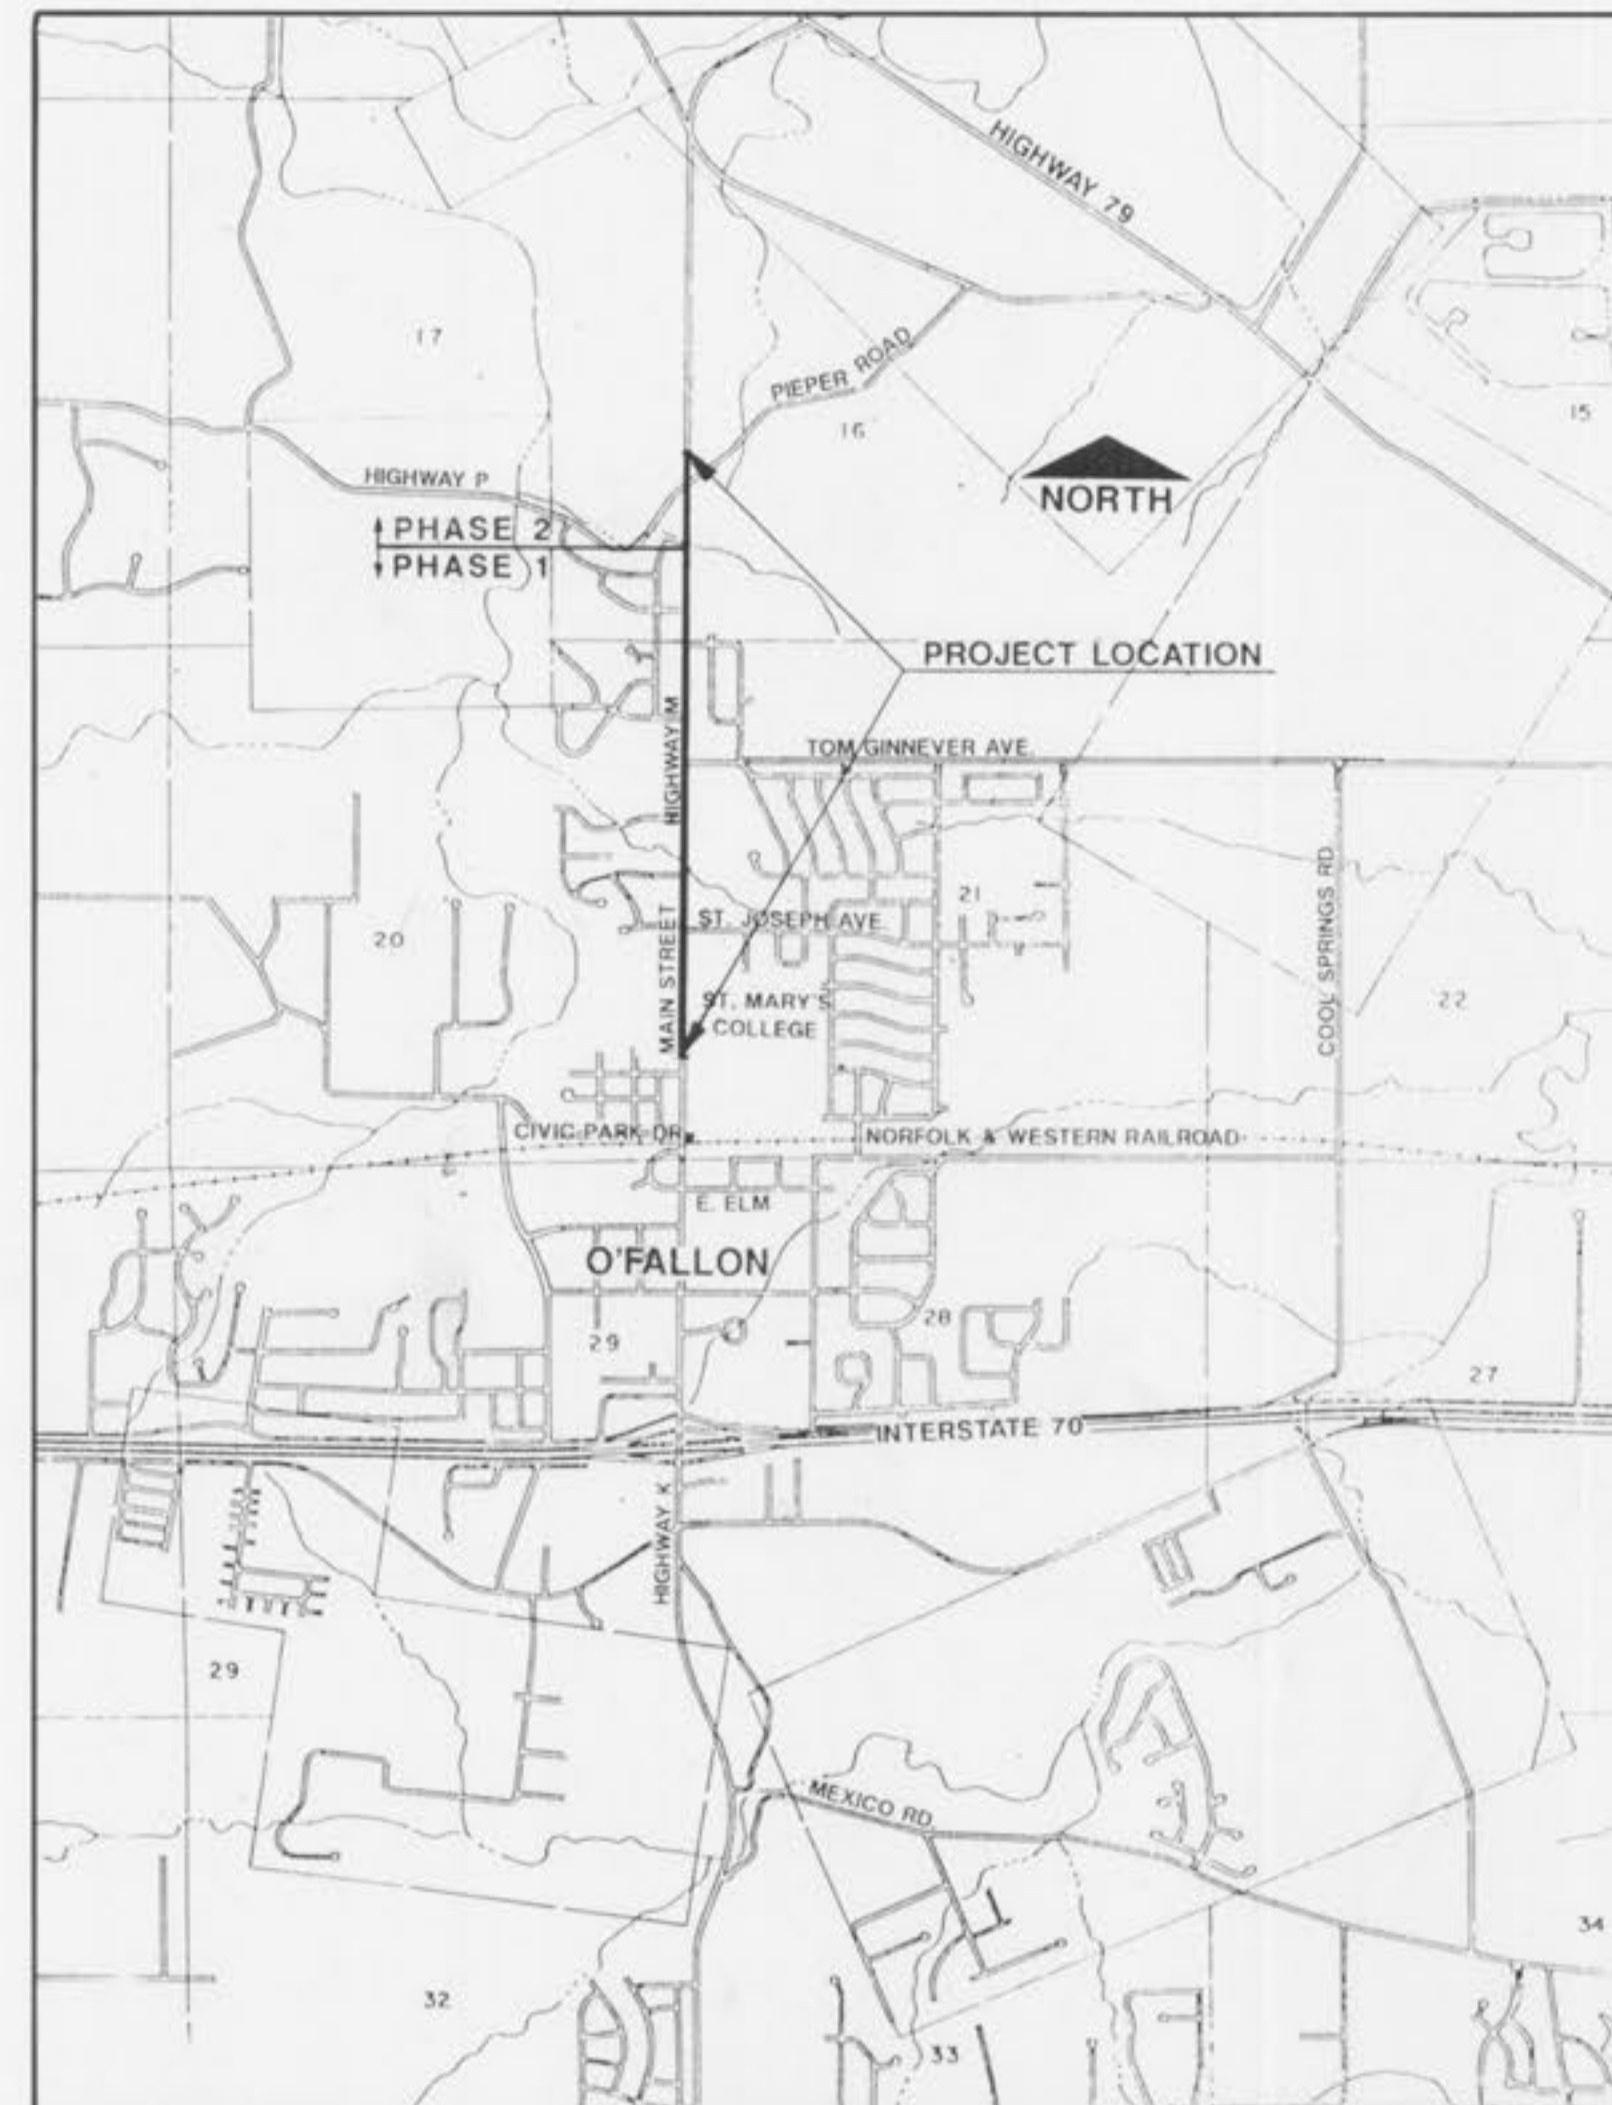 HIGHWAY 79
17
PIEPER ROAD
15
16
HIGHWAY P
NORTH
PHASE 2
PHASE 1
PROJECT LOCATION
HIGHWAY M
TOM GINNEVER AVE.
21
COOL SPRINGS RD
ST. JOSEPH AVE.
20
MAIN STREET
ST. MARY'S
COLLEGE
22
CIVIC PARK DR.
NORFOLK & WESTERN RAILROAD
E. ELM
O'FALLON
28
29
27
INTERSTATE 70
HIGHWAY K
29
MEXICO RD.
34
32
33